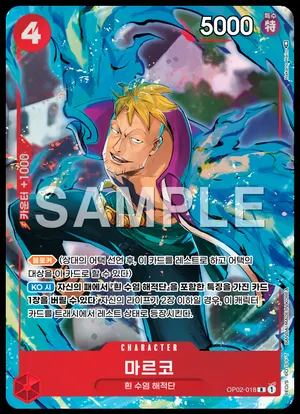 4
5000
특수
特
카운터 +1000
SAMPLE
블로커 (상대의 어택 선언 후, 이 카드를 레스트로 하고 어택의
대상을 이 카드로 할 수 있다)
KO 시 자신의 패에서 「흰 수염 해적단」을 포함한 특징을 가진 카드
1장을 버릴 수 있다: 자신의 라이프가 2장 이하일 경우, 이 캐릭터
카드를 트래시에서 레스트 상태로 등장시킨다.
CHARACTER
마르코
흰 수염 해적단
OP02-018 R 1